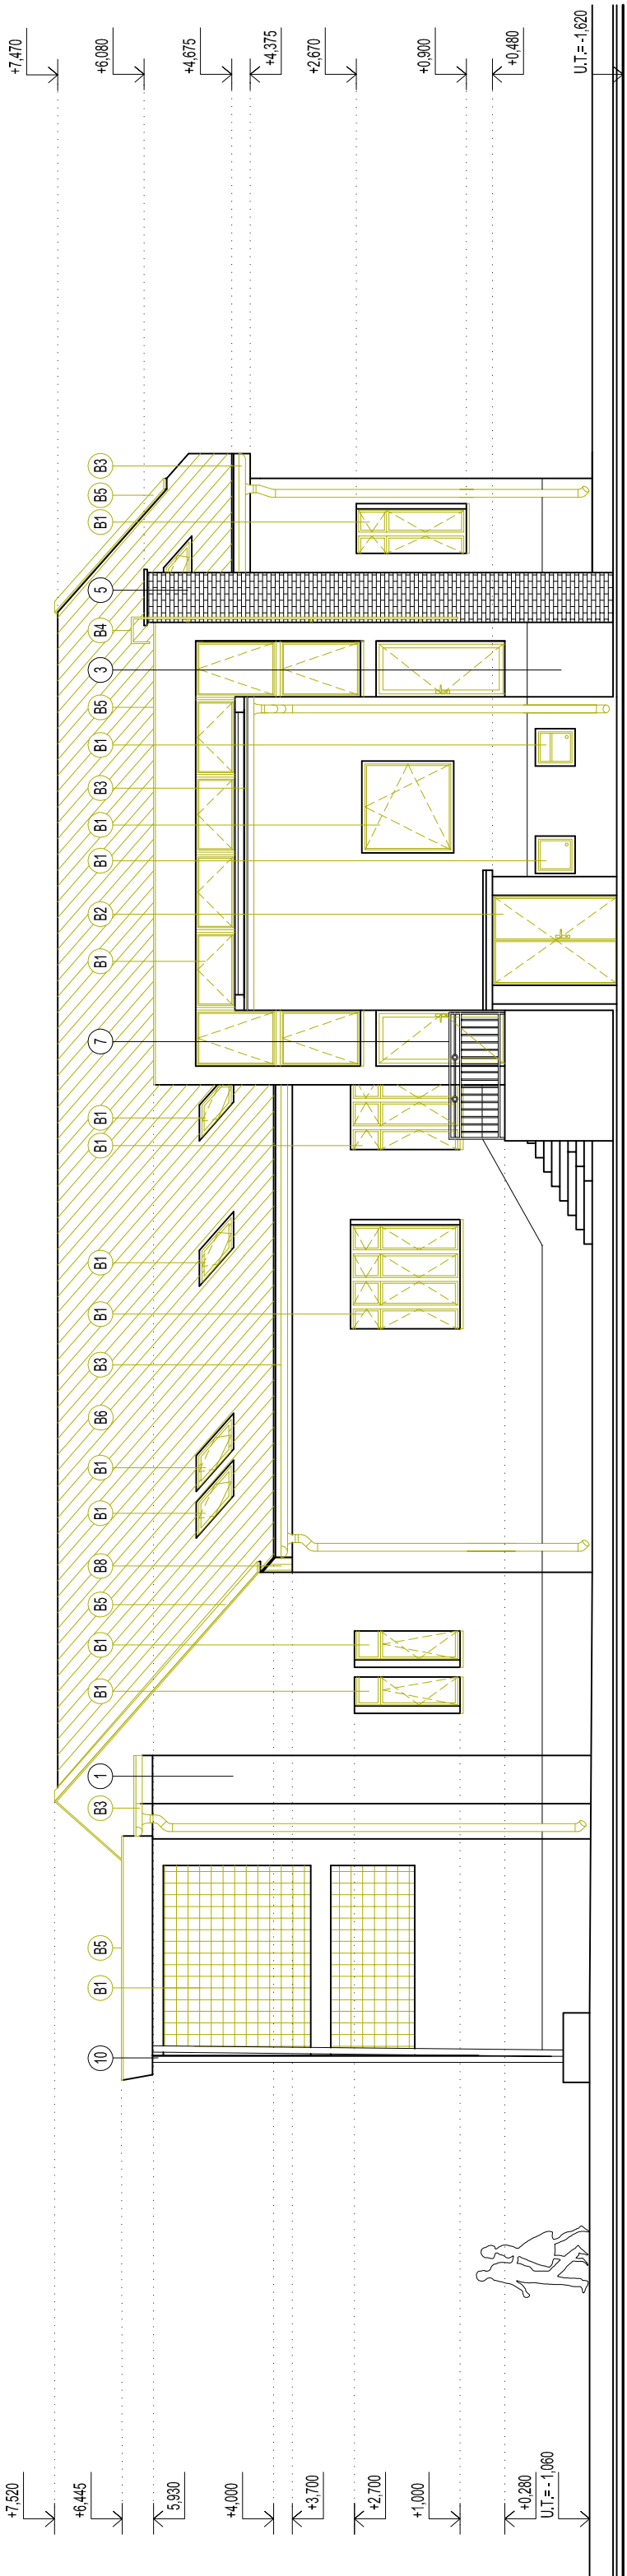 +7,470
+6,080
+4,675
+4,375
+2,670
+0,900
+0,480
U.T.= -1,620
B3
B5
B1
5
B4
3
B5
B1
B3
B1
B1
B2
B1
7
B1
B1
B1
B1
B3
B6
B1
B1
B8
B5
B1
B1
1
B3
B5
B1
10
+7,520
+6,445
5,930
+4,000
+3,700
+2,700
+1,000
+0,280
U.T.= - 1,060